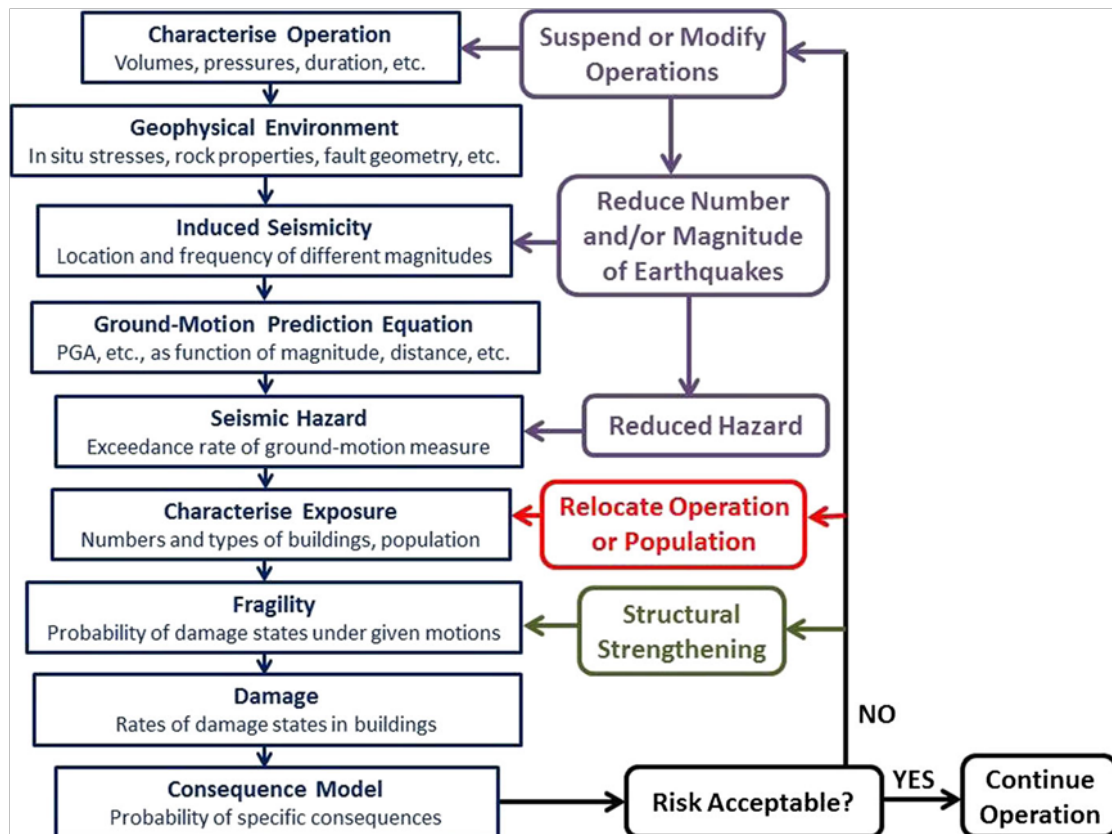 Characterise Operation
Volumes, pressures, duration, etc.
Suspend or Modify
Operations
Geophysical Environment
In situ stresses, rock properties, fault geometry, etc.
Induced Seismicity
Location and frequency of different magnitudes
Reduce Number
and/or Magnitude
of Earthquakes
Ground-Motion Prediction Equation
PGA, etc., as function of magnitude, distance, etc.
Seismic Hazard
Exceedance rate of ground-motion measure
Reduced Hazard
Characterise Exposure
Numbers and types of buildings, population
Relocate Operation
or Population
Fragility
Probability of damage states under given motions
Structural
Strengthening
Damage
Rates of damage states in buildings
NO
Consequence Model
Probability of specific consequences
Risk Acceptable?
YES
Continue
Operation